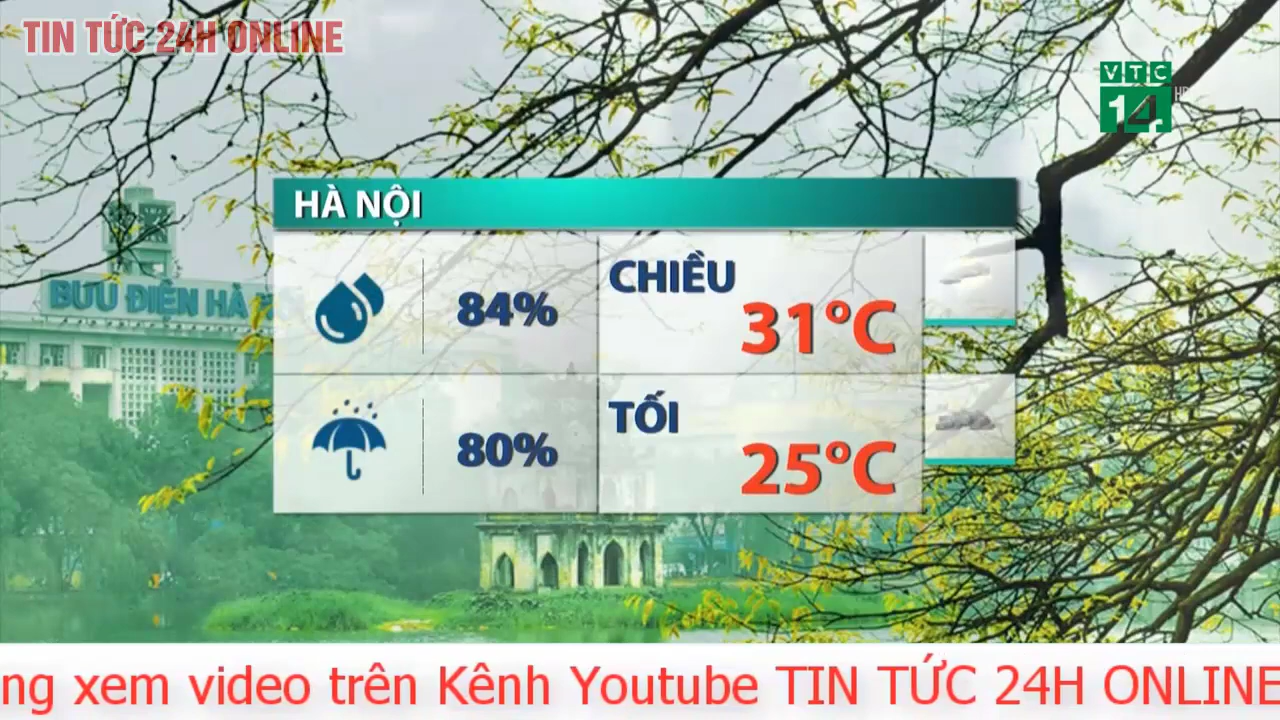 TIN TỨC 24H ONLINE
VTC
14
HD
HÀ NỘI
BƯU ĐIỆN HÀ
84%
CHIỀU
31°C
80%
TỐI
25°C
ng xem video trên Kênh Youtube TIN TỨC 24H ONLINE